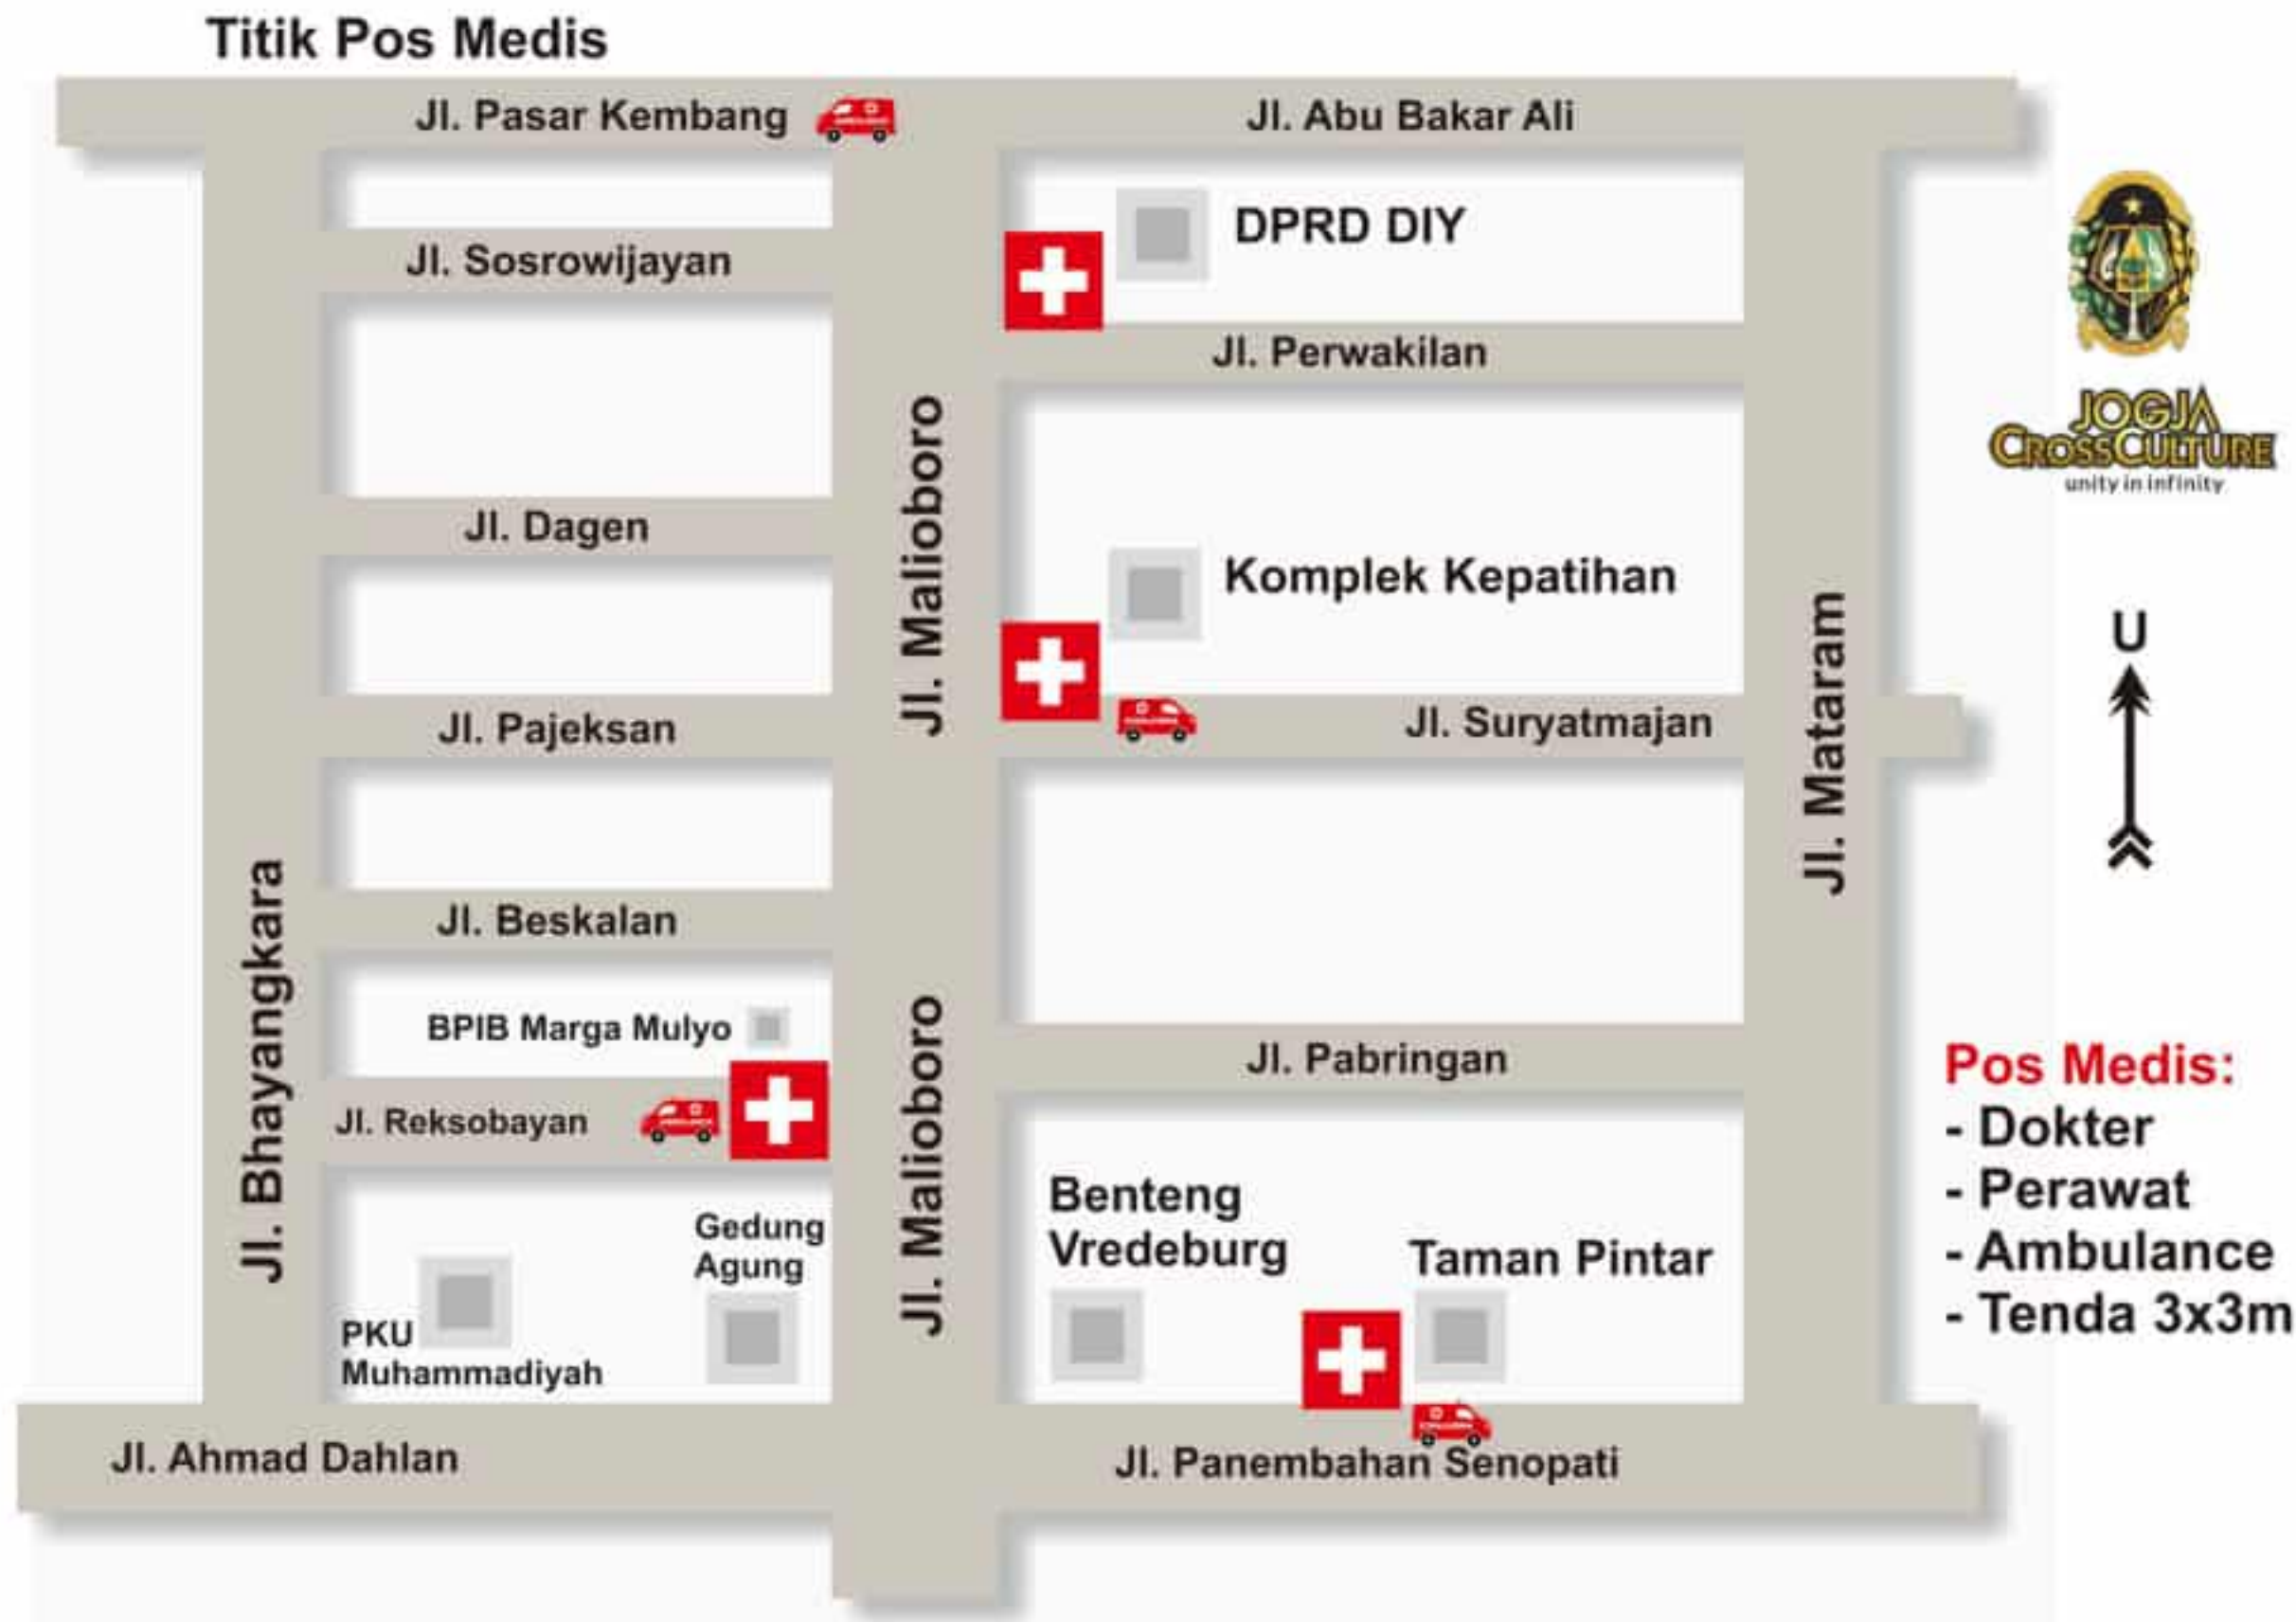 Titik Pos Medis
Jl. Pasar Kembang
Jl. Abu Bakar Ali
DPRD DIY
Jl. Sosrowijayan
Jl. Perwakilan
JOGJA
CROSSCULTURE
unity in infinity
Jl. Dagen
Jl. Malioboro
Komplek Kepatihan
U
Jl. Pajeksan
Jl. Suryatmajan
Jl. Mataram
Jl. Beskalan
Jl. Bhayangkara
BPIB Marga Mulyo
Jl. Malioboro
Jl. Pabringan
Jl. Reksobayan
Pos Medis:
- Dokter
- Perawat
- Ambulance
- Tenda 3x3m
Gedung
Agung
Benteng
Vredeburg
Taman Pintar
PKU
Muhammadiyah
Jl. Ahmad Dahlan
Jl. Panembahan Senopati